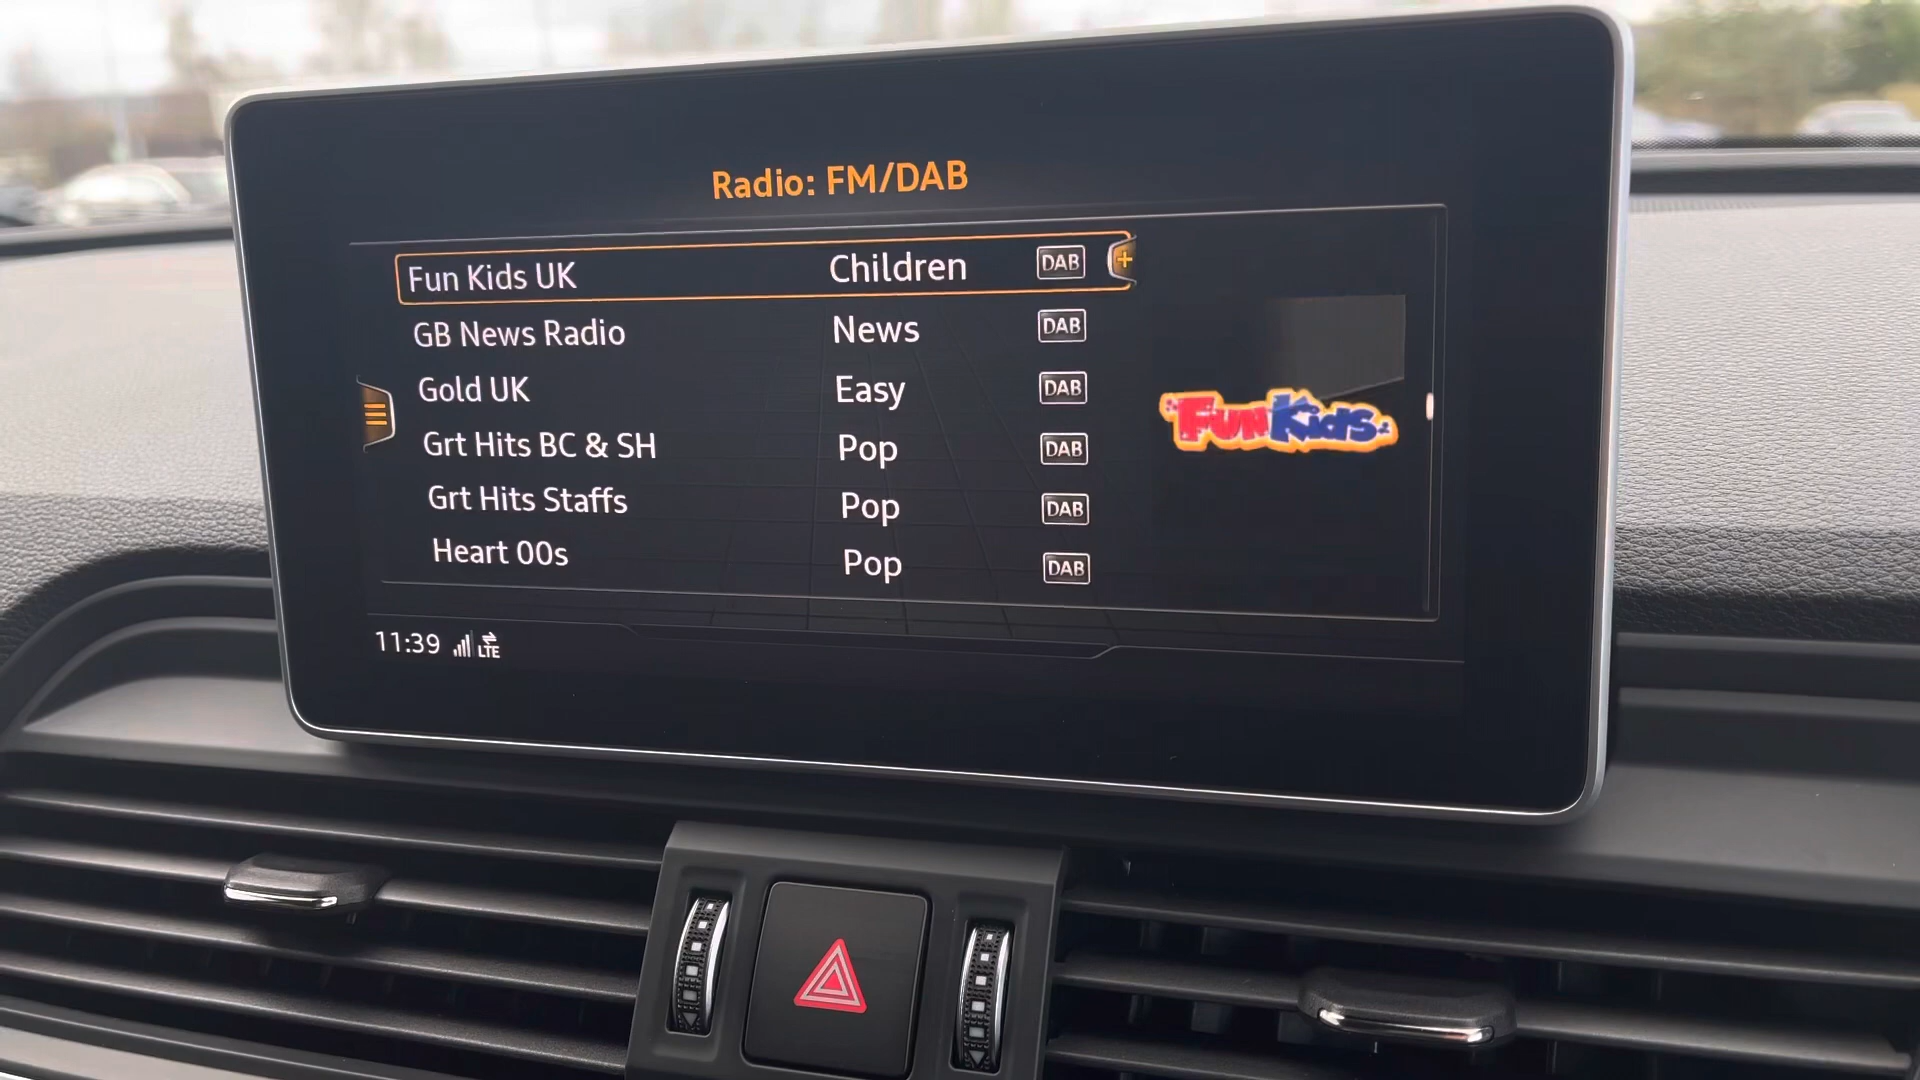 Radio: FM/DAB
Fun Kids UK Children DAB +
GB News Radio News DAB
Gold UK Easy DAB
Grt Hits BC & SH Pop DAB
Grt Hits Staffs Pop DAB
Heart 00s Pop DAB
Fun Kids
11:39 LTE